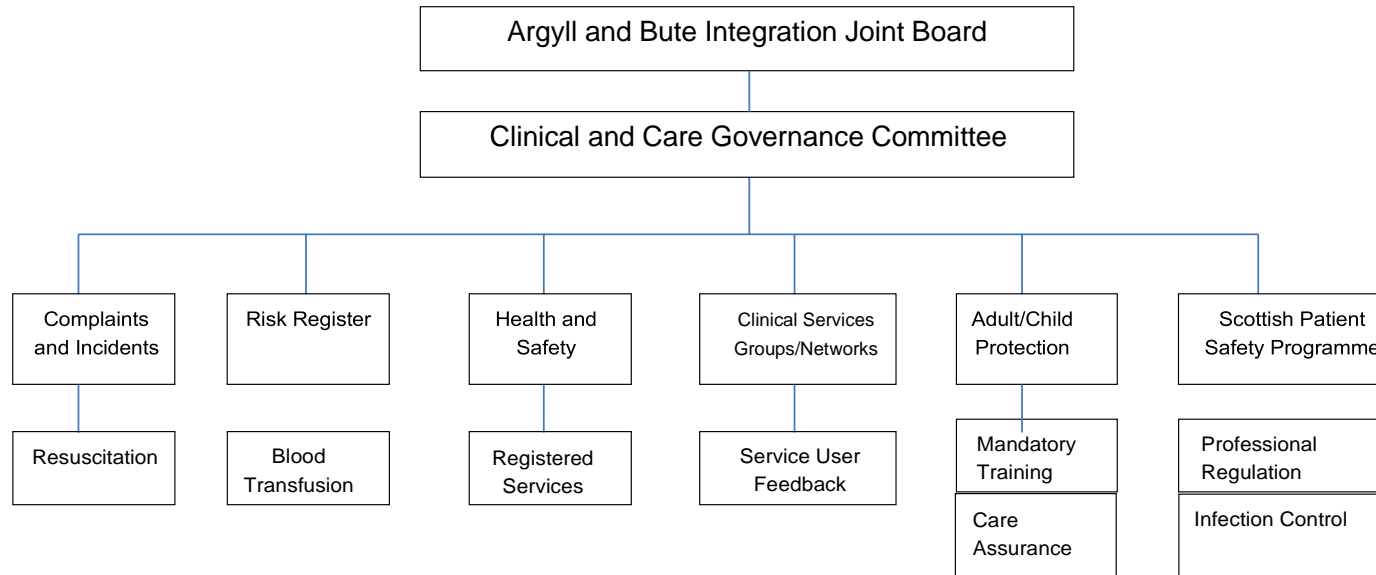 Argyll and Bute Integration Joint Board
Clinical and Care Governance Committee
Complaints
and Incidents
Risk Register
Health and
Safety
Clinical Services
Groups/Networks
Adult/Child
Protection
Scottish Patient
Safety Programme
Resuscitation
Blood
Transfusion
Registered
Services
Service User
Feedback
Mandatory
Training
Professional
Regulation
Care
Assurance
Infection Control